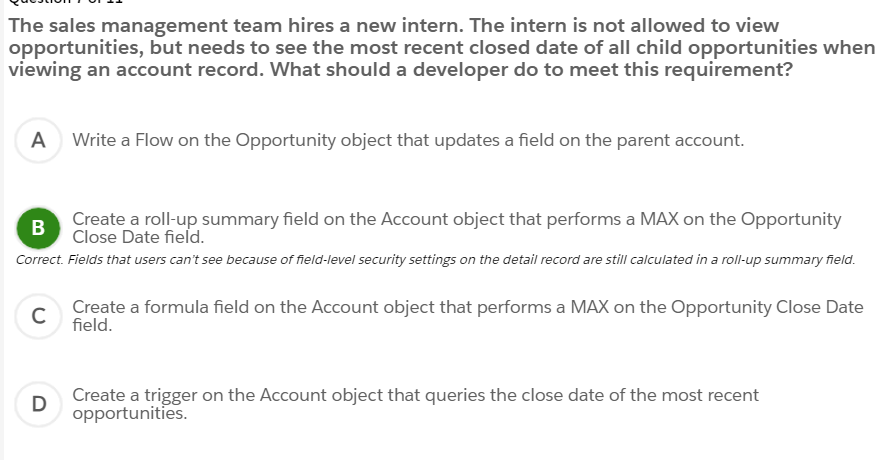 Question 7 of 11
The sales management team hires a new intern. The intern is not allowed to view
opportunities, but needs to see the most recent closed date of all child opportunities when
viewing an account record. What should a developer do to meet this requirement?
A Write a Flow on the Opportunity object that updates a field on the parent account.
B Create a roll-up summary field on the Account object that performs a MAX on the Opportunity
Close Date field.
Correct. Fields that users can't see because of field-level security settings on the detail record are still calculated in a roll-up summary field.
C Create a formula field on the Account object that performs a MAX on the Opportunity Close Date
field.
D Create a trigger on the Account object that queries the close date of the most recent
opportunities.